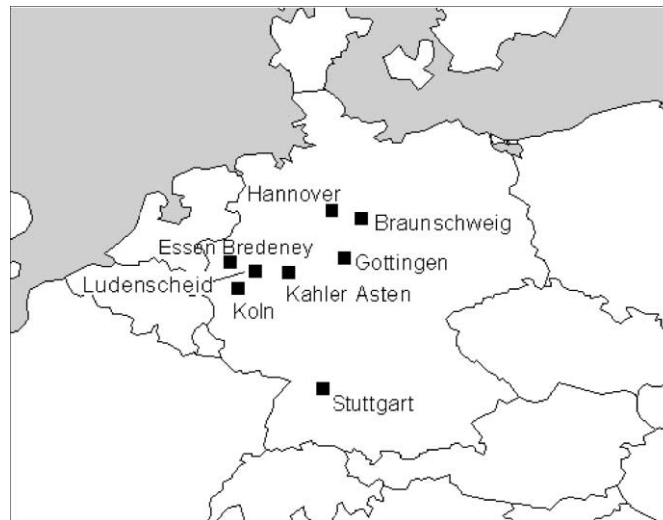 Hannover
Braunschweig
Essen Bredeney
Gottingen
Ludenscheid
Kahler Asten
Koln
Stuttgart